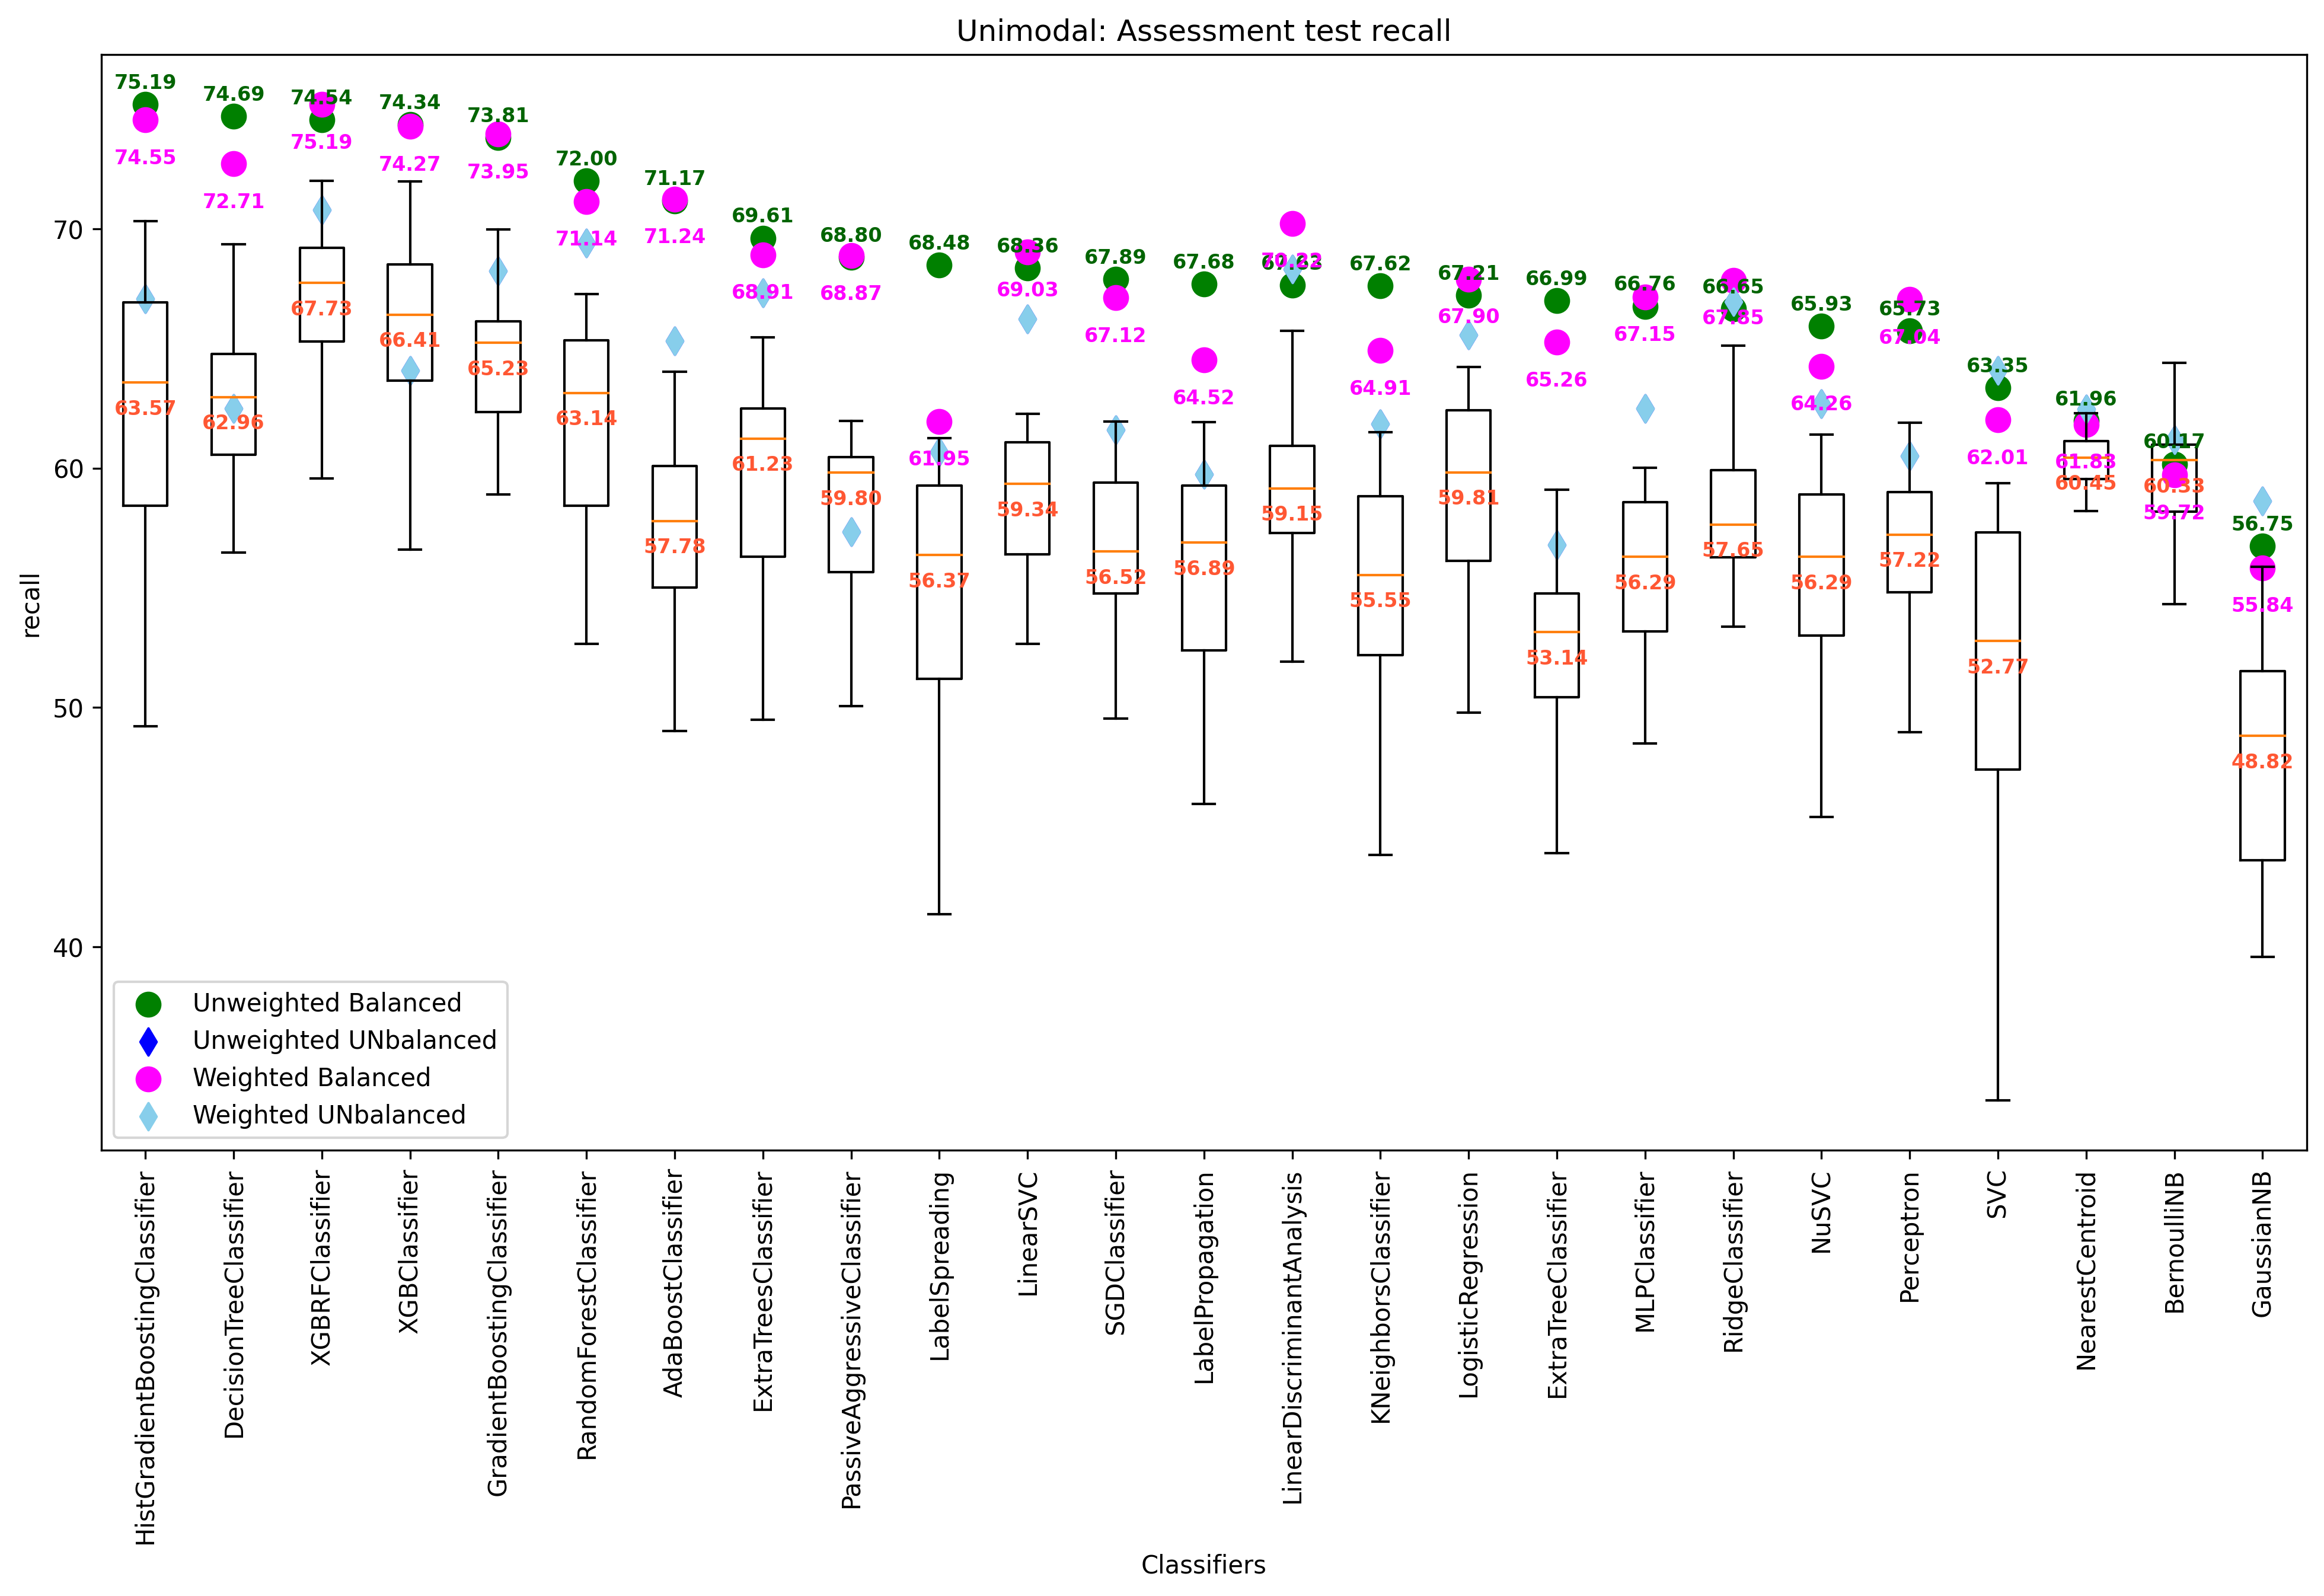 Unimodal: Assessment test recall
75.19
74.69
74.54
74.34
73.81
72.00
71.17
69.61
68.80
68.48
68.36
67.89
67.68
67.62
67.21
66.99
66.76
66.65
65.93
65.73
63.35
61.96
60.17
56.75
74.55
72.71
75.19
74.27
73.95
71.14
71.24
68.91
68.87
61.95
69.03
67.12
64.52
70.22
64.91
67.90
65.26
67.15
67.85
64.26
67.04
62.01
61.83
59.72
55.84
63.57
62.96
67.73
66.41
65.23
63.14
57.78
61.23
59.80
56.37
59.34
56.52
56.89
59.15
55.55
59.81
53.14
56.29
57.65
56.29
57.22
52.77
60.45
60.33
48.82
70
60
50
40
recall
Unweighted Balanced
Unweighted UNbalanced
Weighted Balanced
Weighted UNbalanced
HistGradientBoostingClassifier
DecisionTreeClassifier
XGBRFClassifier
XGBClassifier
GradientBoostingClassifier
RandomForestClassifier
AdaBoostClassifier
ExtraTreesClassifier
PassiveAggressiveClassifier
LabelSpreading
LinearSVC
SGDClassifier
LabelPropagation
LinearDiscriminantAnalysis
KNeighborsClassifier
LogisticRegression
ExtraTreeClassifier
MLPClassifier
RidgeClassifier
NuSVC
Perceptron
SVC
NearestCentroid
BernoulliNB
GaussianNB
Classifiers